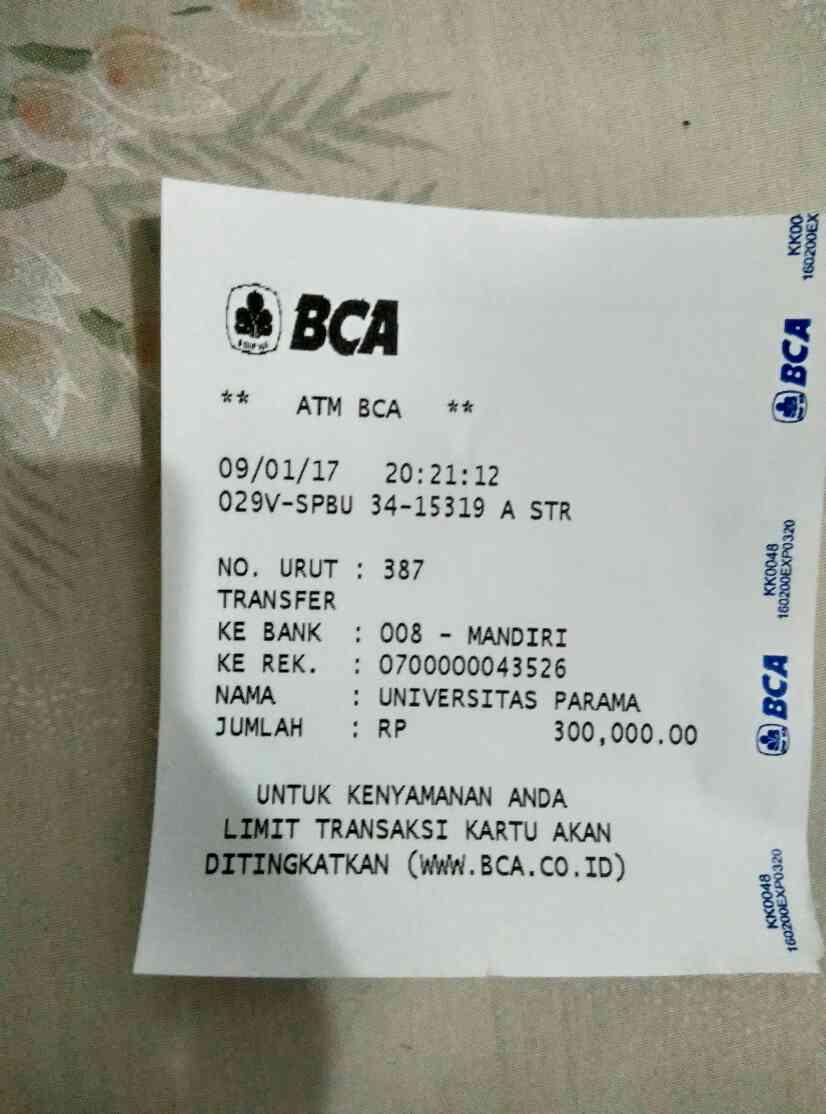 BCA
** ATM BCA **
09/01/17 20:21:12
029V-SPBU 34-15319 A STR
NO. URUT : 387
TRANSFER
KE BANK : 008 - MANDIRI
KE REK. : 0700000043526
NAMA : UNIVERSITAS PARAMA
JUMLAH : RP 300,000.00
UNTUK KENYAMANAN ANDA
LIMIT TRANSAKSI KARTU AKAN
DITINGKATKAN (WWW.BCA.CO.ID)
KK00
160200EX
BCA
KK0048
160200EXP0320
BCA
KK0048
160200EXP0320